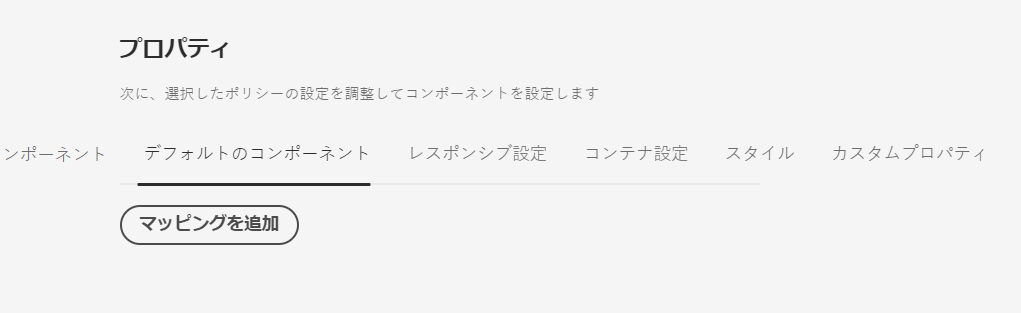 プロパティ
次に、選択したポリシーの設定を調整してコンポーネントを設定します
ンポーネント デフォルトのコンポーネント レスポンシブ設定 コンテナ設定 スタイル カスタムプロパティ
マッピングを追加